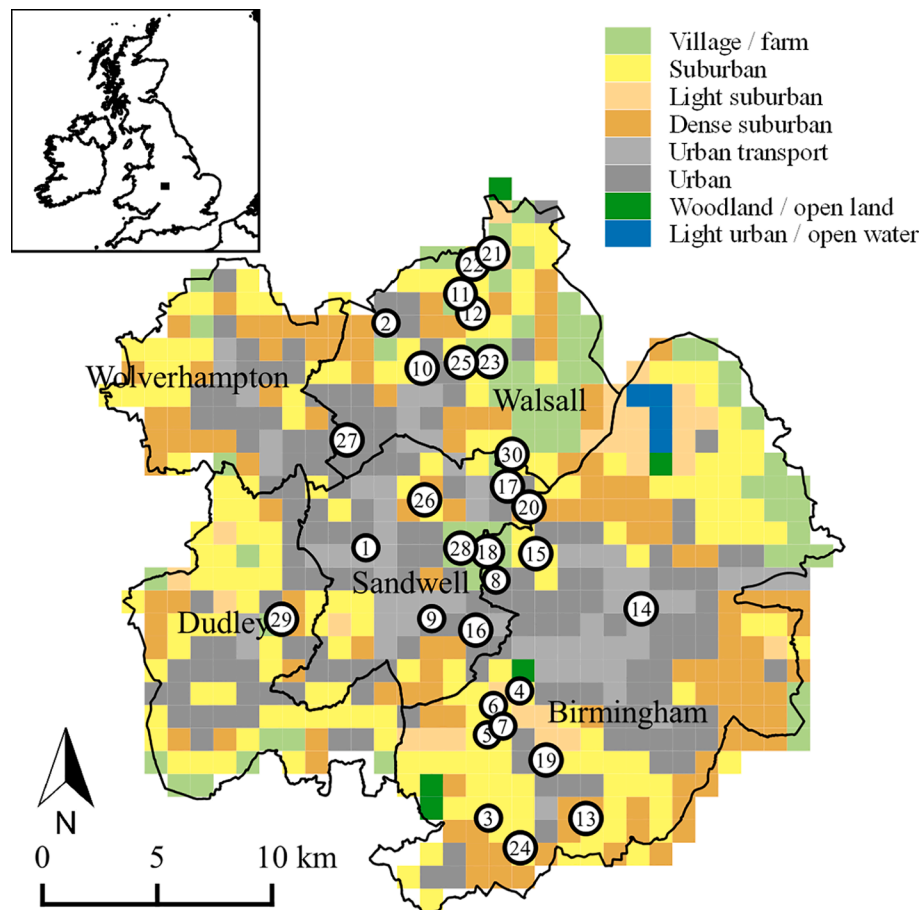 Village / farm
Suburban
Light suburban
Dense suburban
Urban transport
Urban
Woodland / open land
Light urban / open water
21
22
11
12
2
25
23
10
Wolverhampton
Walsall
27
30
17
26
20
1
28
18
15
8
Sandwell
14
Dudley
29
9
16
4
6
7
5
Birmingham
19
3
13
24
N
0
5
10 km